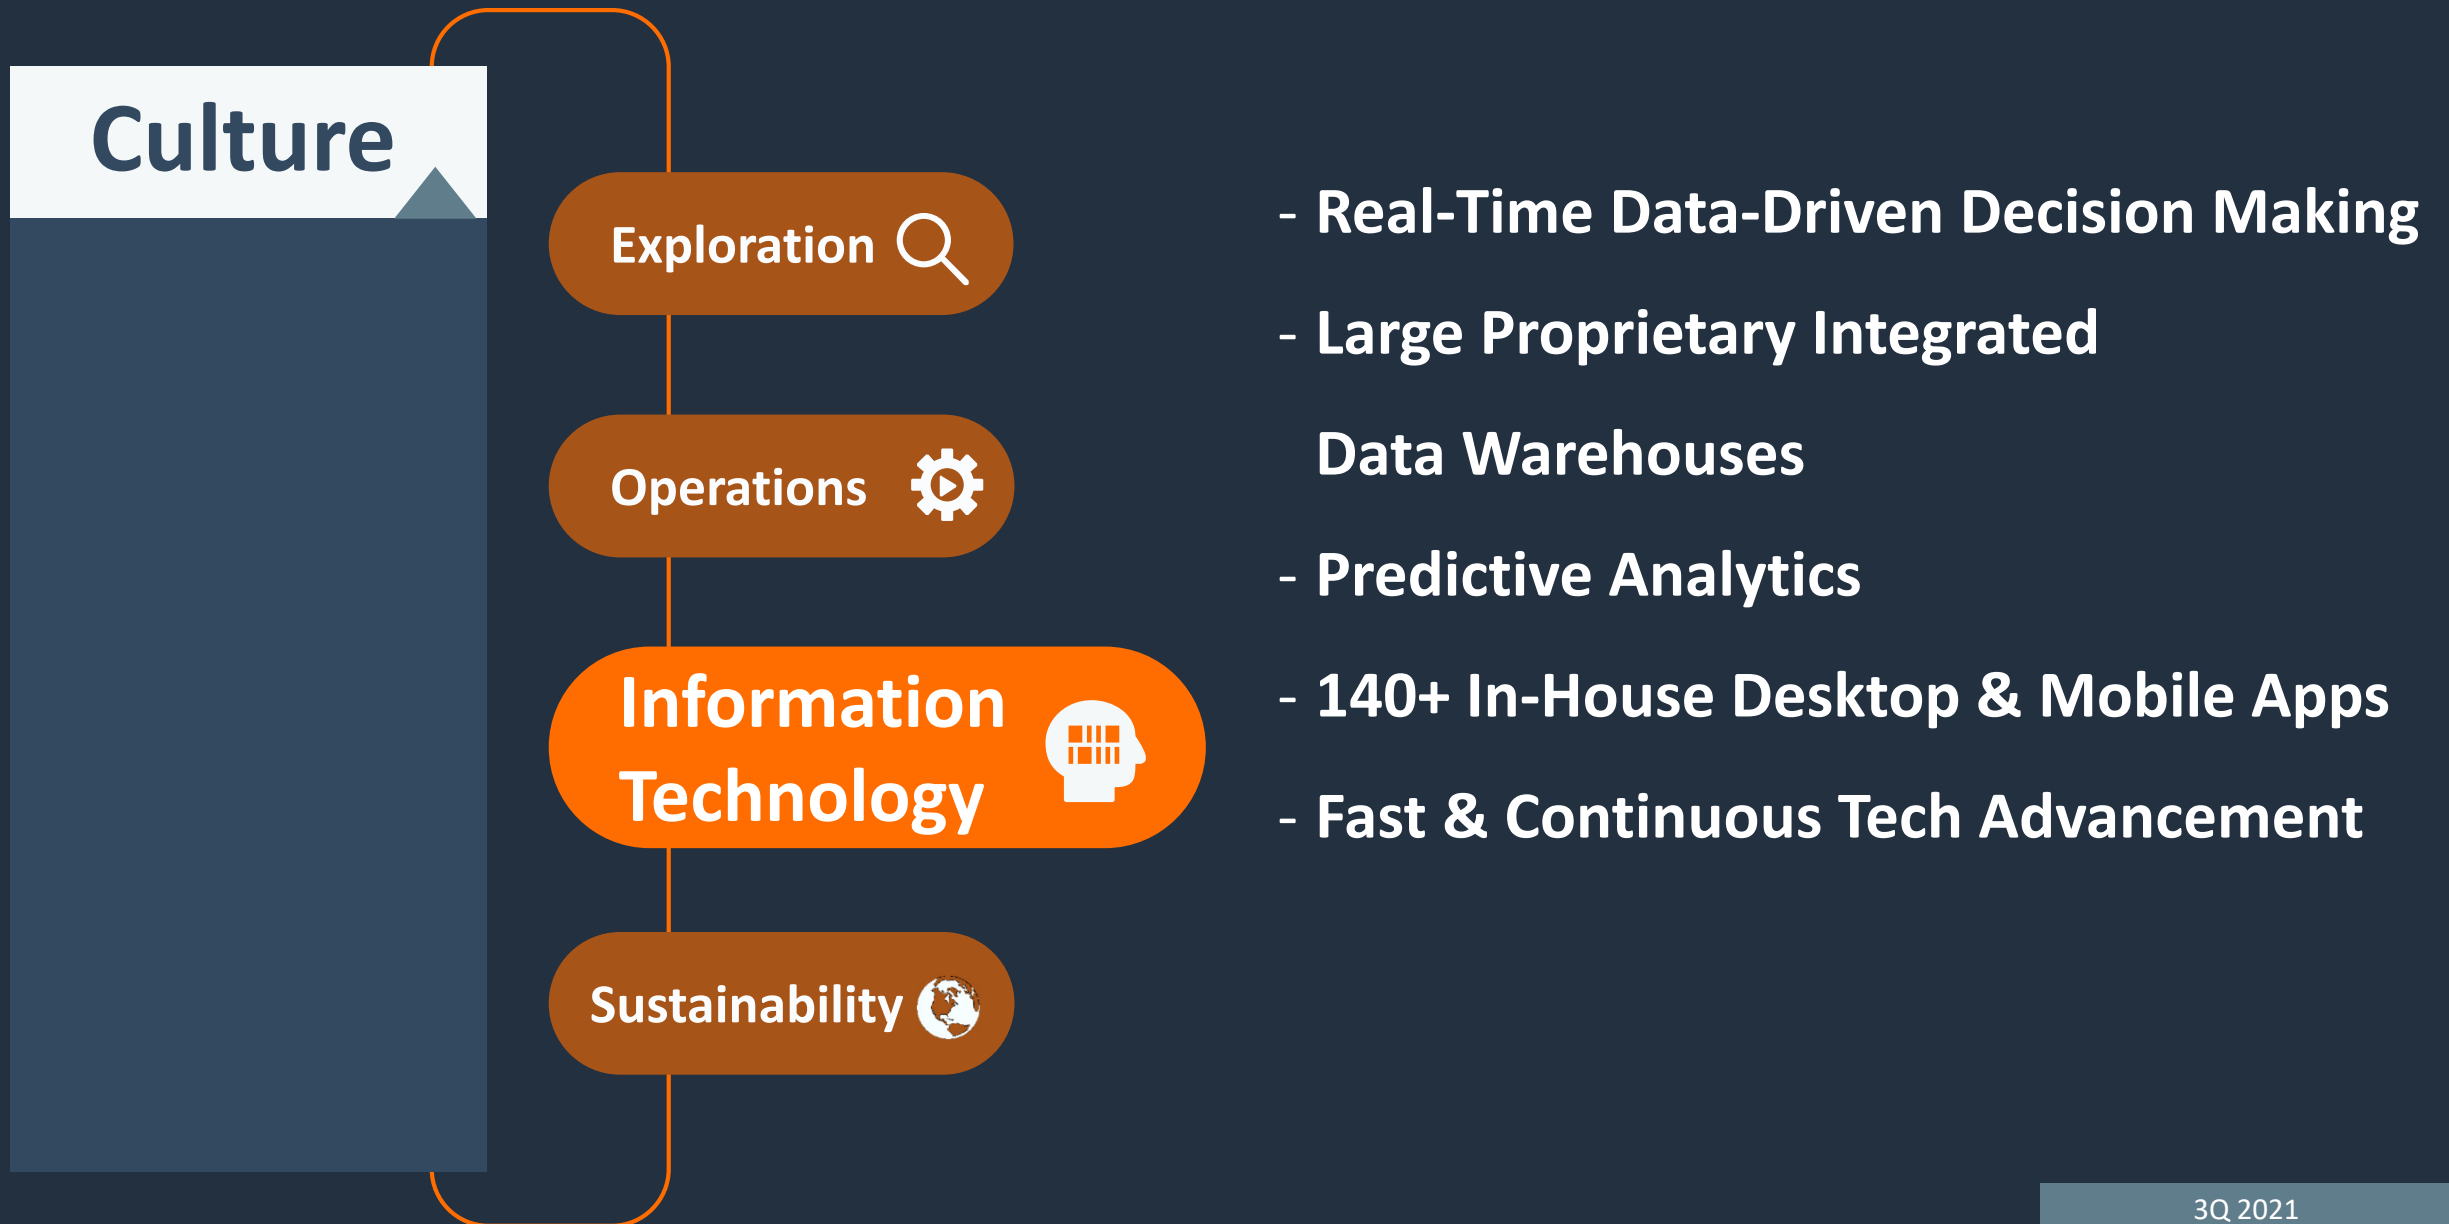 Culture
Exploration
Operations
Information
Technology
Sustainability
- Real-Time Data-Driven Decision Making
- Large Proprietary Integrated
Data Warehouses
- Predictive Analytics
- 140+ In-House Desktop & Mobile Apps
- Fast & Continuous Tech Advancement
3Q 2021